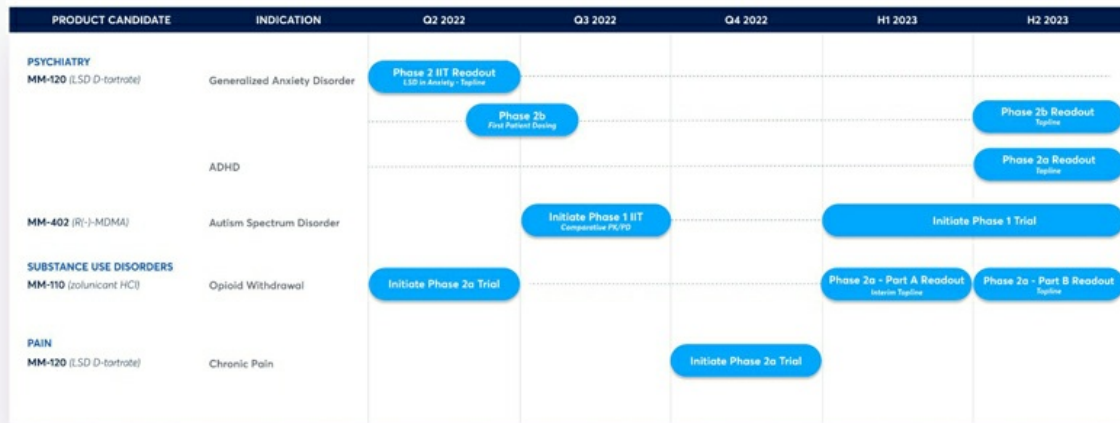 PRODUCT CANDIDATE INDICATION Q2 2022 Q3 2022 Q4 2022 H1 2023 H2 2023
PSYCHIATRY
MM-120 (LSD D-tartrate) Generalized Anxiety Disorder
Phase 2 IIT Readout
LSD in Anxiety - Topline
Phase 2b
First Patient Dosing
Phase 2b Readout
Topline
ADHD
Phase 2a Readout
Topline
MM-402 (R(-)-MDMA) Autism Spectrum Disorder
Initiate Phase 1 IIT
Comparative PK/PD
Initiate Phase 1 Trial
SUBSTANCE USE DISORDERS
MM-110 (zolunicant HCl) Opioid Withdrawal
Initiate Phase 2a Trial
Phase 2a - Part A Readout
Interim Topline
Phase 2a - Part B Readout
Topline
PAIN
MM-120 (LSD D-tartrate) Chronic Pain
Initiate Phase 2a Trial